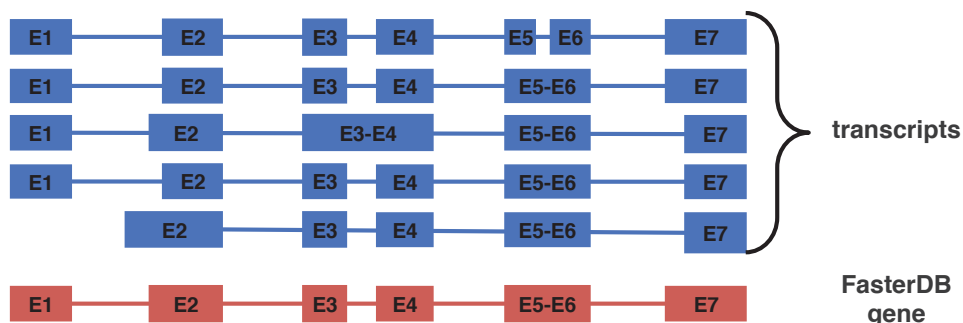 E1 E2 E3 E4 E5 E6 E7
E1 E2 E3 E4 E5-E6 E7
E1 E2 E3-E4 E5-E6 E7
E1 E2 E3 E4 E5-E6 E7
E2 E3 E4 E5-E6 E7
transcripts
E1 E2 E3 E4 E5-E6 E7
FasterDB
gene